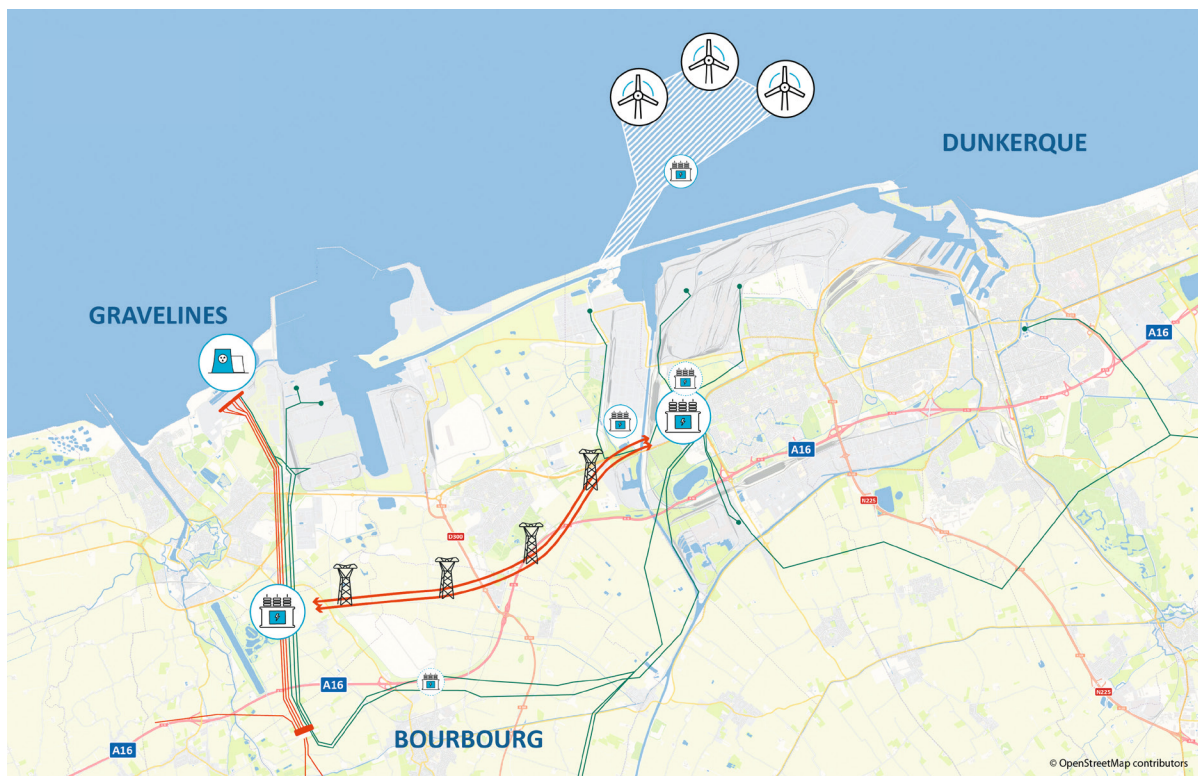 DUNKERQUE
GRAVELINES
A16
A16
N225
D300
A16
N225
BOURBOURG
A16
© OpenStreetMap contributors